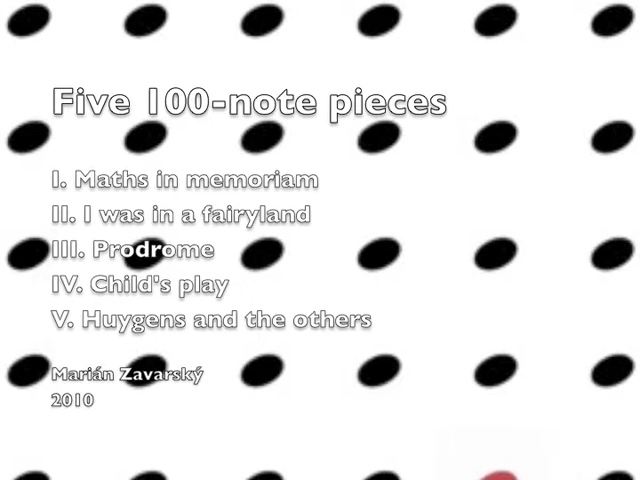 Five 100-note pieces
I. Maths in memoriam
II. I was in a fairyland
III. Prodrome
IV. Child's play
V. Huygens and the others
Marián Zavarský
2010